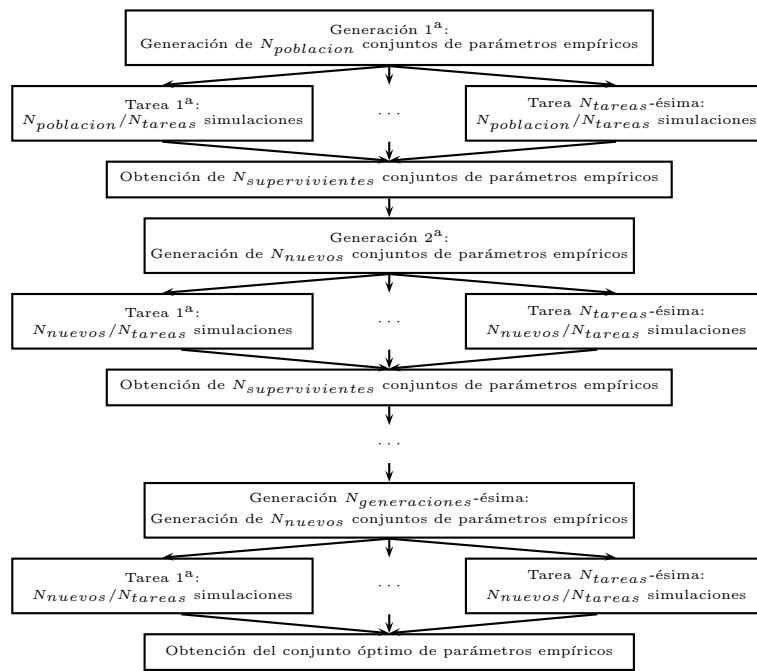 Generación 1ª:
Generación de N_poblacion conjuntos de parámetros empíricos
Tarea 1ª:
N_poblacion/N_tareas simulaciones
...
Tarea N_tareas-ésima:
N_poblacion/N_tareas simulaciones
Obtención de N_supervivientes conjuntos de parámetros empíricos
Generación 2ª:
Generación de N_nuevos conjuntos de parámetros empíricos
Tarea 1ª:
N_nuevos/N_tareas simulaciones
...
Tarea N_tareas-ésima:
N_nuevos/N_tareas simulaciones
Obtención de N_supervivientes conjuntos de parámetros empíricos
...
Generación N_generaciones-ésima:
Generación de N_nuevos conjuntos de parámetros empíricos
Tarea 1ª:
N_nuevos/N_tareas simulaciones
...
Tarea N_tareas-ésima:
N_nuevos/N_tareas simulaciones
Obtención del conjunto óptimo de parámetros empíricos